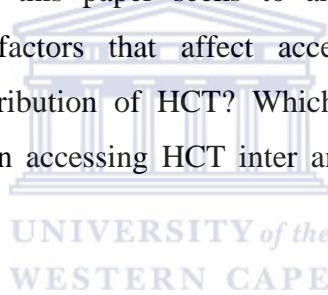 this paper seeks to an
factors that affect acce
ribution of HCT? Which
n accessing HCT inter an
UNIVERSITY of the
WESTERN CAPE